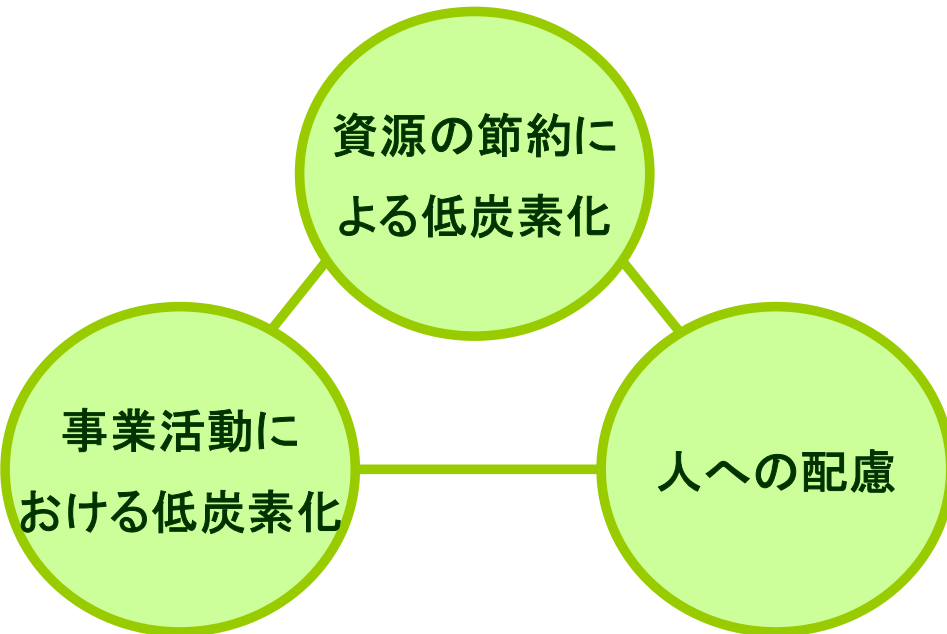 資源の節約に
よる低炭素化
事業活動に
おける低炭素化
人への配慮